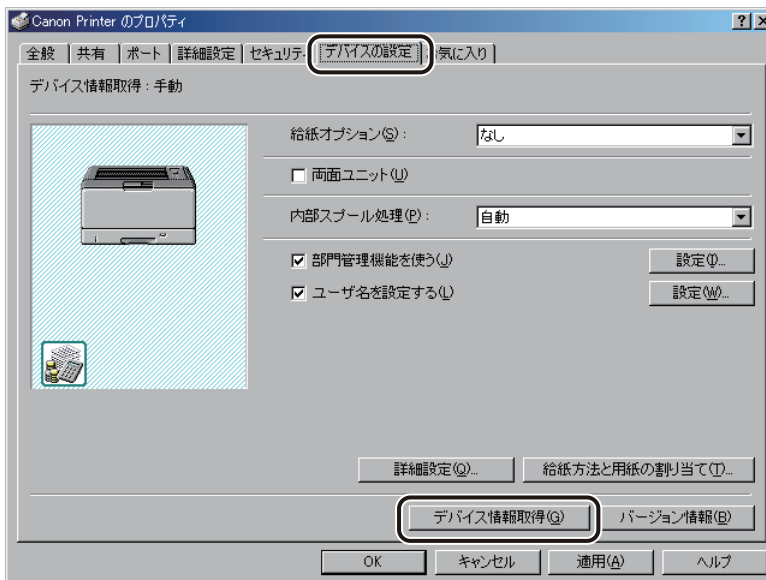 Canon Printer のプロパティ
全般 共有 ポート 詳細設定 セキュリテ デバイスの設定 気に入り
デバイス情報取得：手動
給紙オプション(S)： なし
両面ユニット(U)
内部スプール処理(P)： 自動
部門管理機能を使う(J) 設定(I)...
ユーザ名を設定する(L) 設定(W)...
詳細設定(Q)... 給紙方法と用紙の割り当て(T)...
デバイス情報取得(G) バージョン情報(B)
OK キャンセル 適用(A) ヘルプ